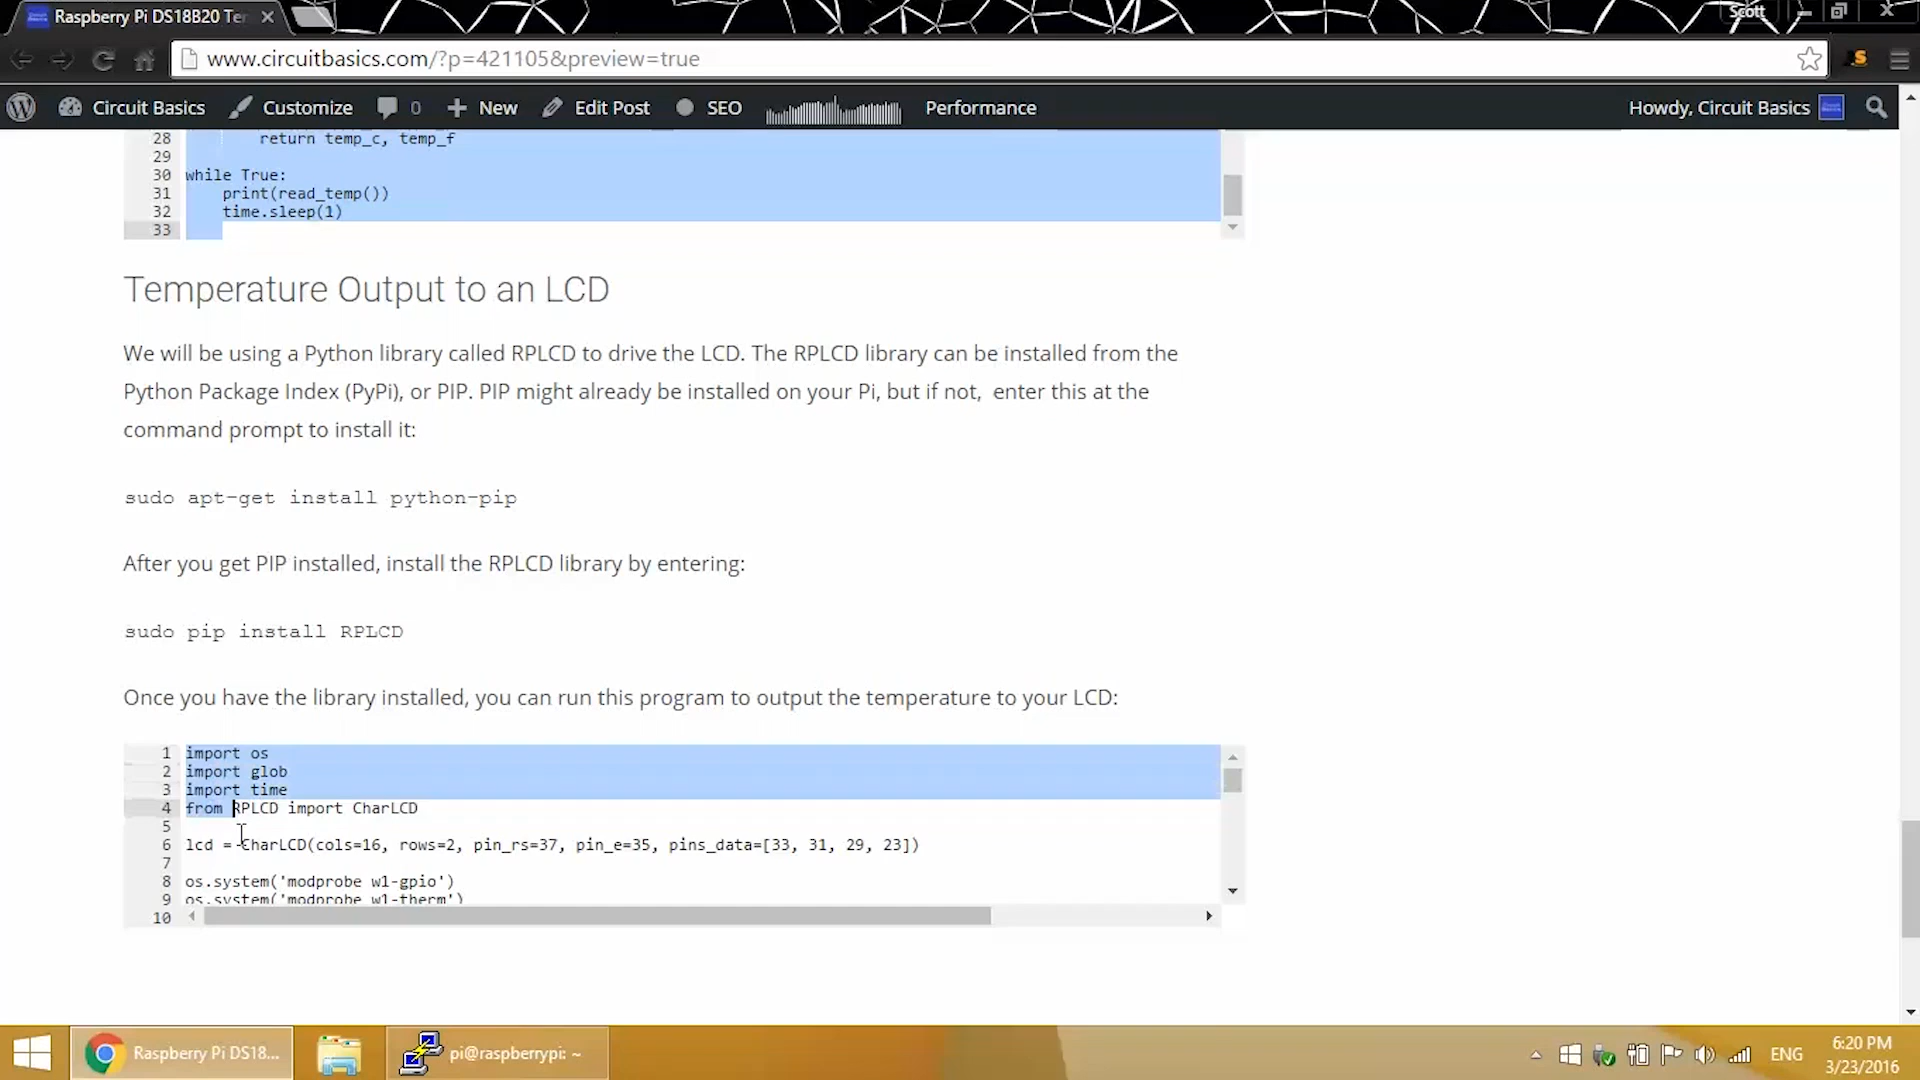 Raspberry Pi DS18B20 Te
Scott
www.circuitbasics.com/?p=421105&preview=true
Circuit Basics Customize 0 New Edit Post SEO Performance Howdy, Circuit Basics
28 return temp_c, temp_f
29
30 while True:
31 print(read_temp())
32 time.sleep(1)
33
Temperature Output to an LCD
We will be using a Python library called RPLCD to drive the LCD. The RPLCD library can be installed from the
Python Package Index (PyPi), or PIP. PIP might already be installed on your Pi, but if not, enter this at the
command prompt to install it:
sudo apt-get install python-pip
After you get PIP installed, install the RPLCD library by entering:
sudo pip install RPLCD
Once you have the library installed, you can run this program to output the temperature to your LCD:
1 import os
2 import glob
3 import time
4 from RPLCD import CharLCD
5
6 lcd = CharLCD(cols=16, rows=2, pin_rs=37, pin_e=35, pins_data=[33, 31, 29, 23])
7
8 os.system('modprobe w1-gpio')
9 os.system('modprobe w1-therm')
10
Raspberry Pi DS18... pi@raspberrypi: ~ ENG 6:20 PM
3/23/2016